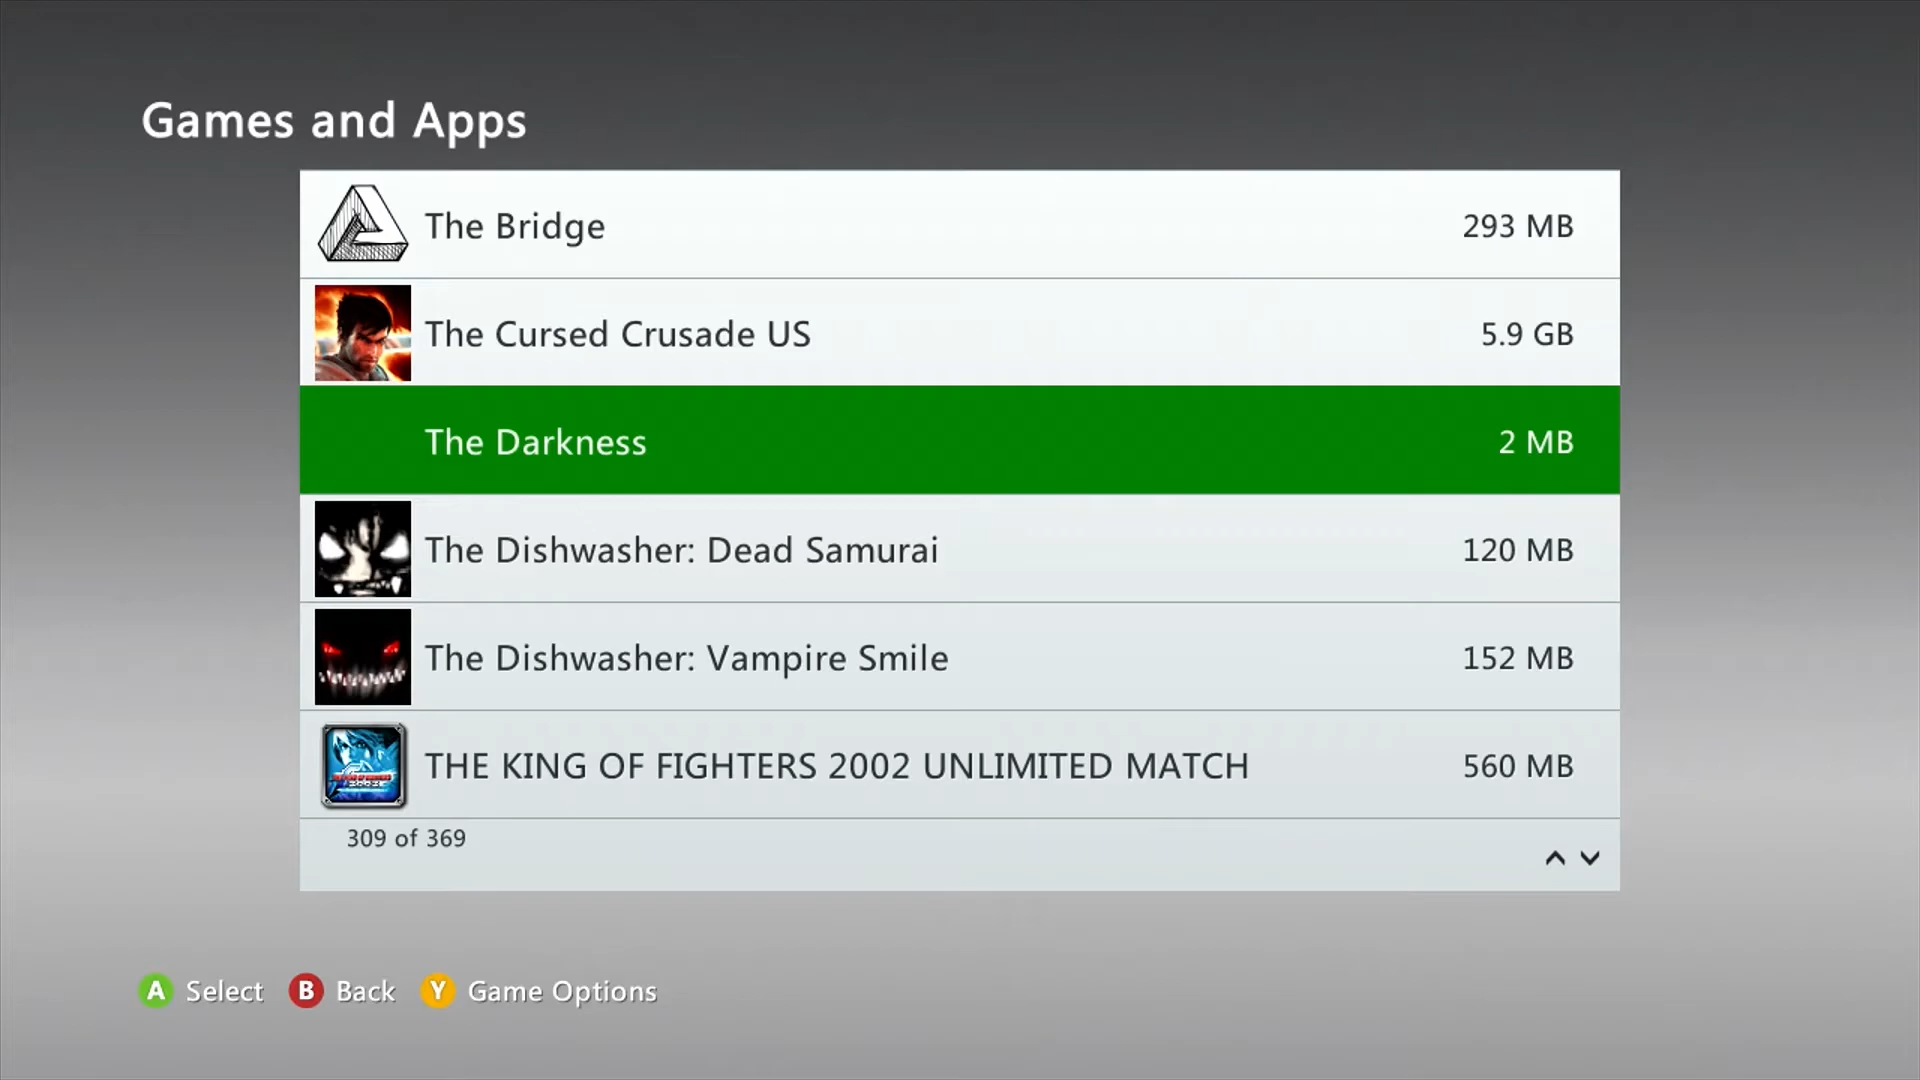 Games and Apps
The Bridge 293 MB
The Cursed Crusade US 5.9 GB
The Darkness 2 MB
The Dishwasher: Dead Samurai 120 MB
The Dishwasher: Vampire Smile 152 MB
THE KING OF FIGHTERS 2002 UNLIMITED MATCH 560 MB
309 of 369
A Select B Back Y Game Options